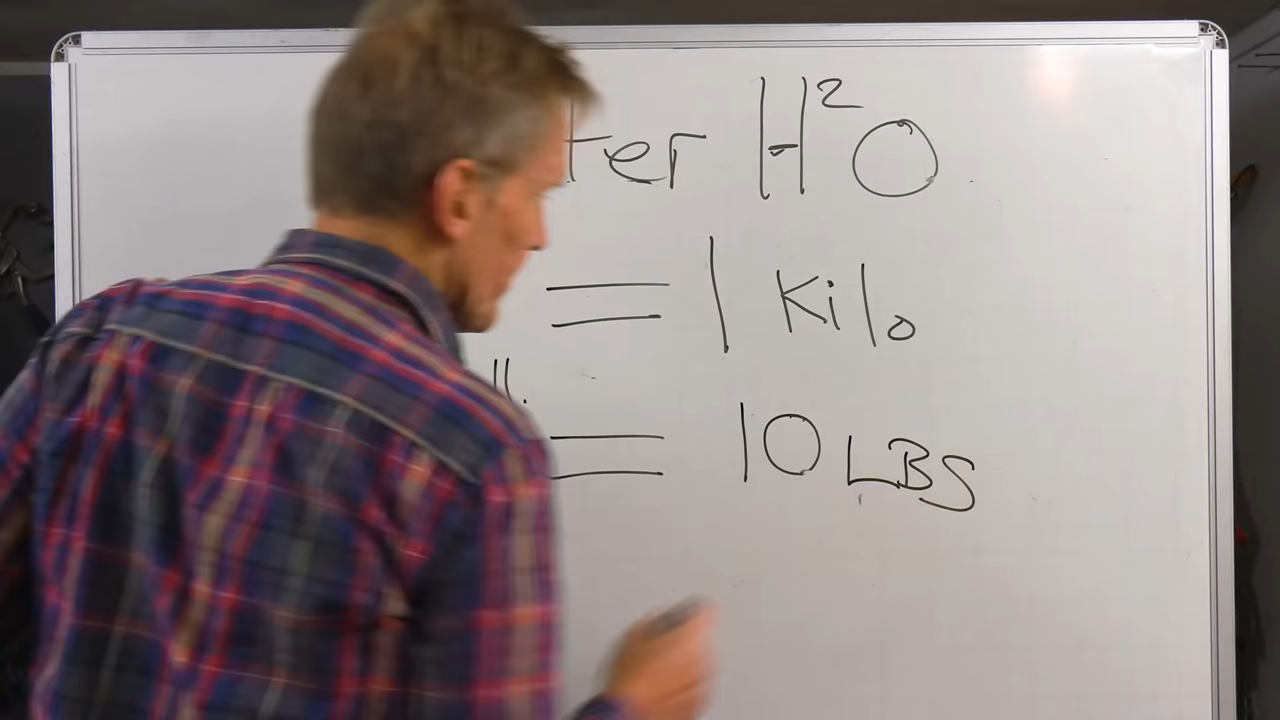 ter H²O
= 1 Kilo
= 10 LBS